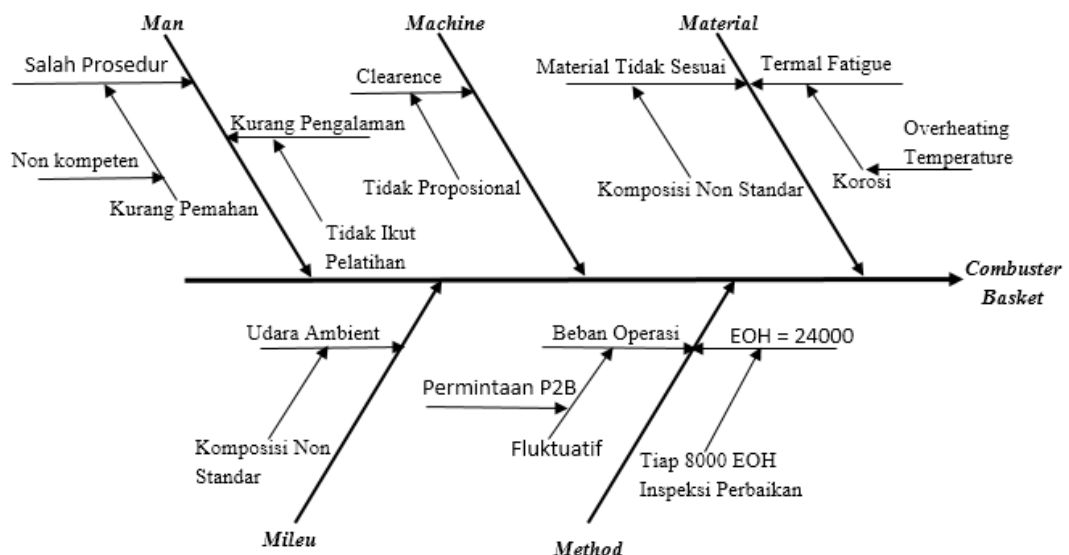 Man
Machine
Material
Salah Prosedur
Clearence
Material Tidak Sesuai
Termal Fatigue
Kurang Pengalaman
Overheating
Temperature
Non kompeten
Tidak Proposional
Komposisi Non Standar
Korosi
Kurang Pemahan
Tidak Ikut
Pelatihan
Combuster
Basket
Udara Ambient
Beban Operasi
EOH = 24000
Permintaan P2B
Komposisi Non
Standar
Fluktuatif
Tiap 8000 EOH
Inspeksi Perbaikan
Mileu
Method